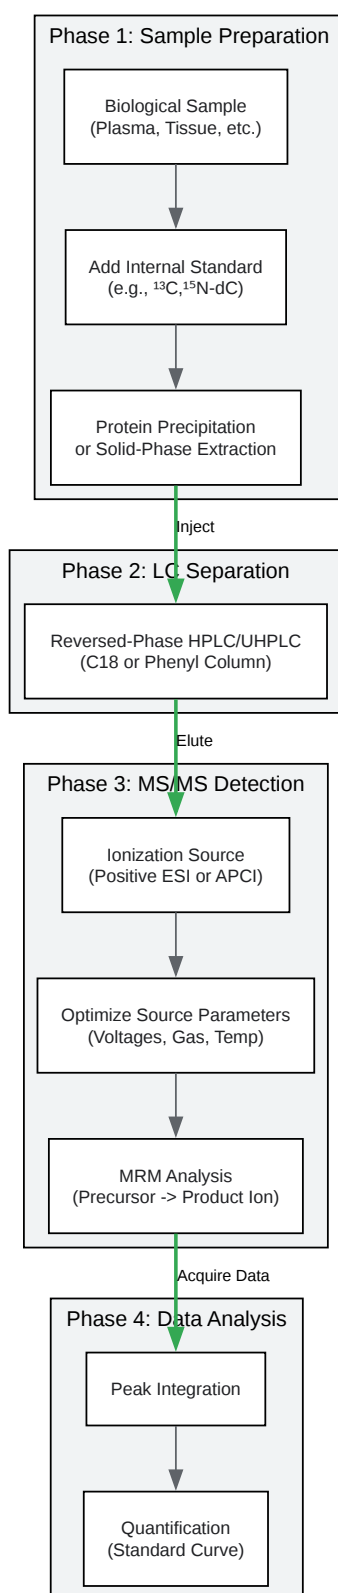 Phase 1: Sample Preparation
Biological Sample
(Plasma, Tissue, etc.)
Add Internal Standard
(e.g., ¹³C,¹⁵N-dC)
Protein Precipitation
or Solid-Phase Extraction
Inject
Phase 2: LC Separation
Reversed-Phase HPLC/UHPLC
(C18 or Phenyl Column)
Elute
Phase 3: MS/MS Detection
Ionization Source
(Positive ESI or APCI)
Optimize Source Parameters
(Voltages, Gas, Temp)
MRM Analysis
(Precursor -> Product Ion)
Acquire Data
Phase 4: Data Analysis
Peak Integration
Quantification
(Standard Curve)